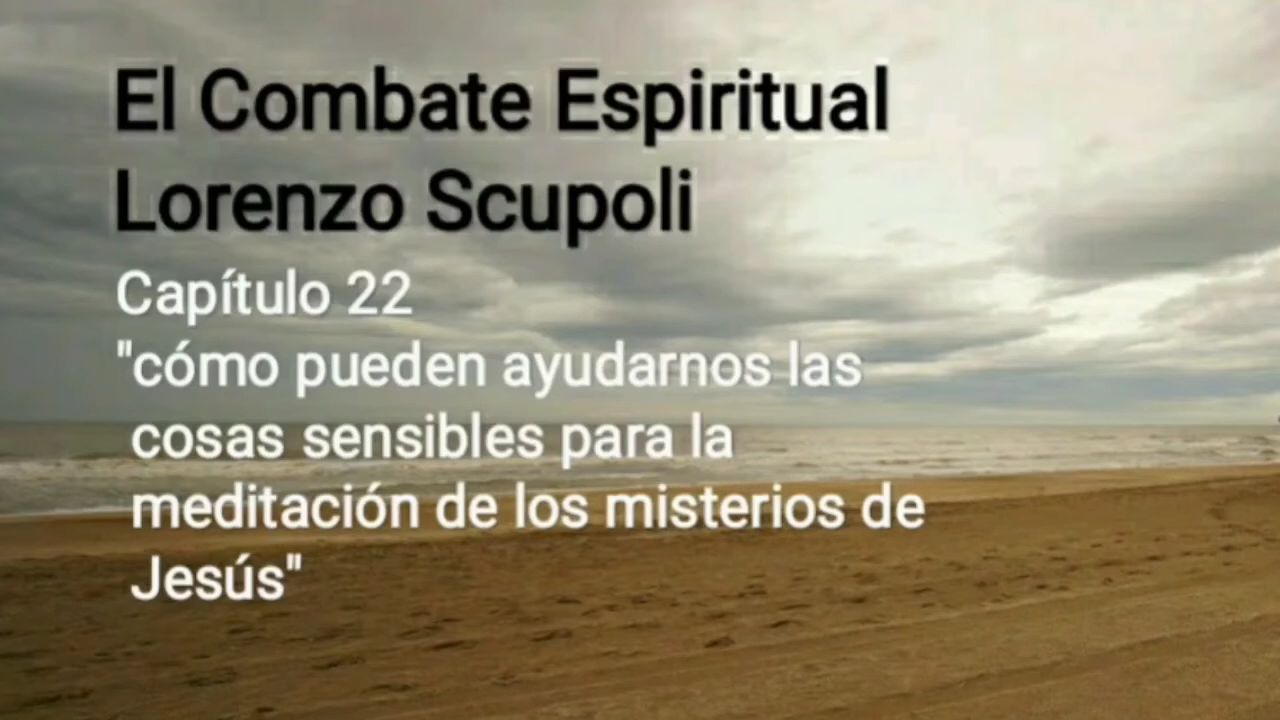 El Combate Espiritual
Lorenzo Scupoli
Capítulo 22
"cómo pueden ayudarnos las
cosas sensibles para la
meditación de los misterios de
Jesús"